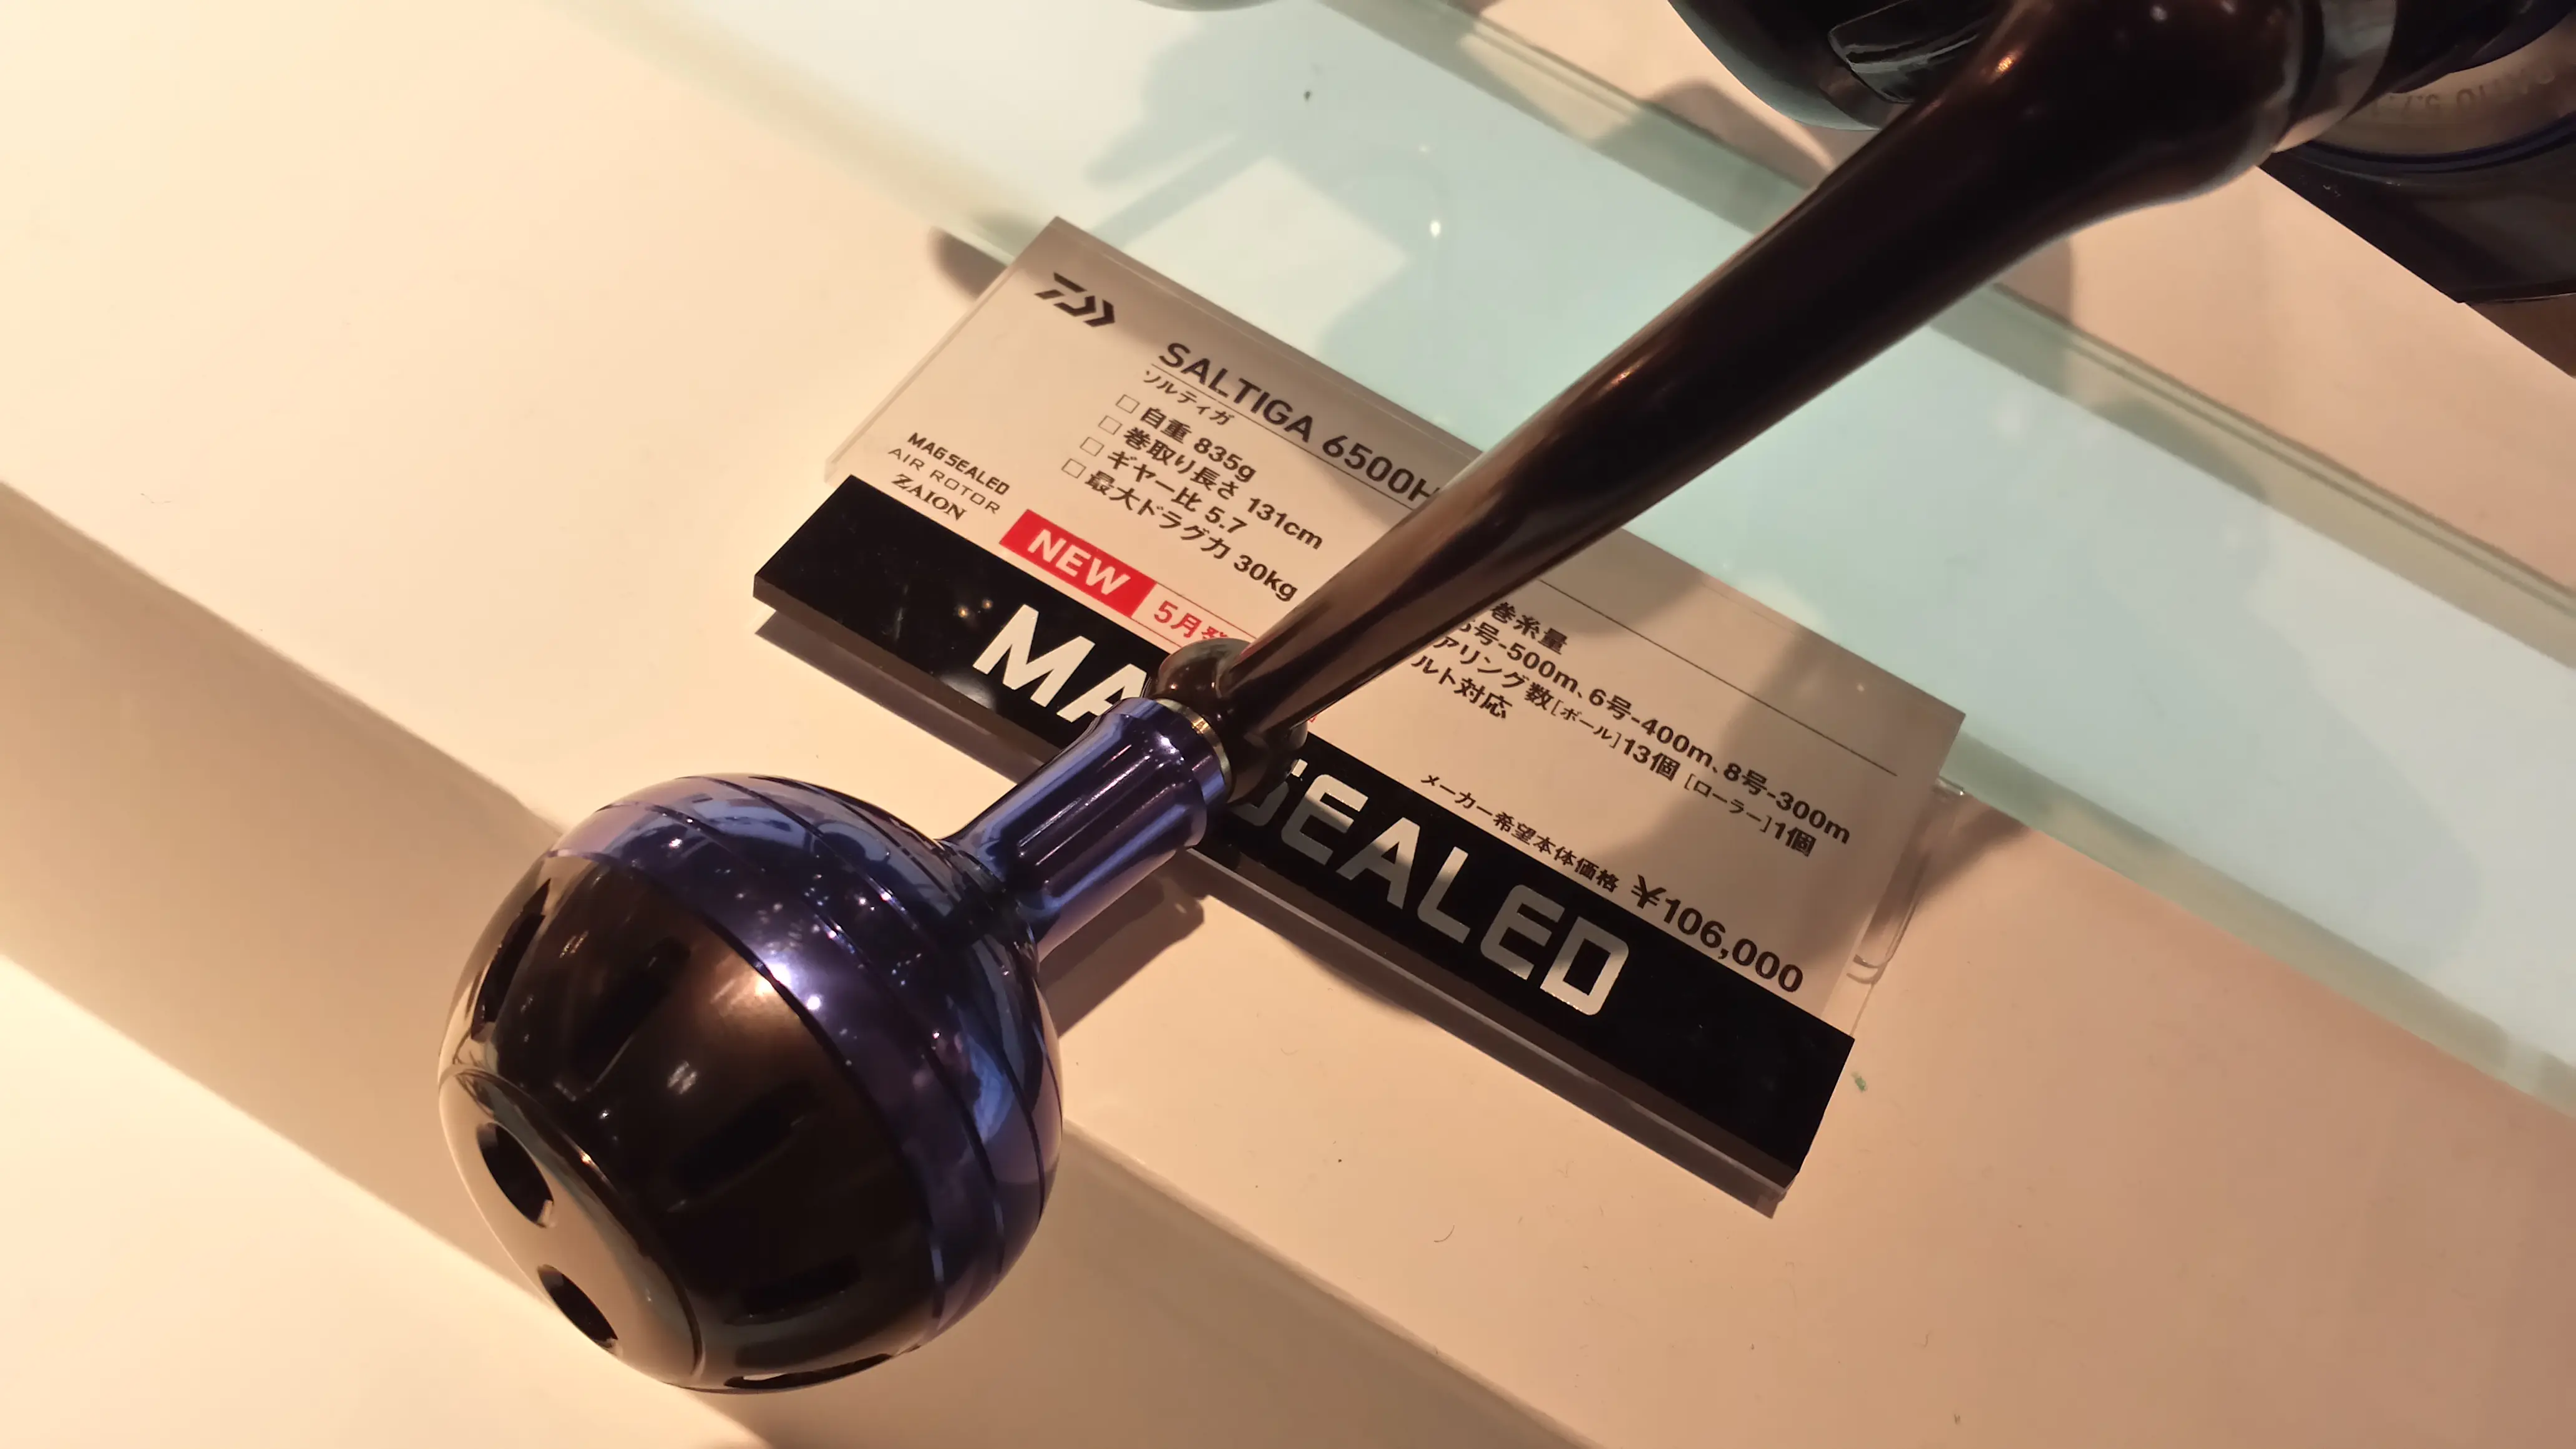 SALTIGA 6500H
ソルティガ
□ 自重 835g
□ 巻取り長さ 131cm
□ ギヤー比 5.7
□ 最大ドラグ力 30kg
巻糸量
号-500m、6号-400m、8号-300m
アリング数[ボール]13個 [ローラー]1個
ルト対応
MAGSEALED
AIR ROTOR
ZAION
NEW 5月発
メーカー希望本体価格 ¥106,000
MA SEALED